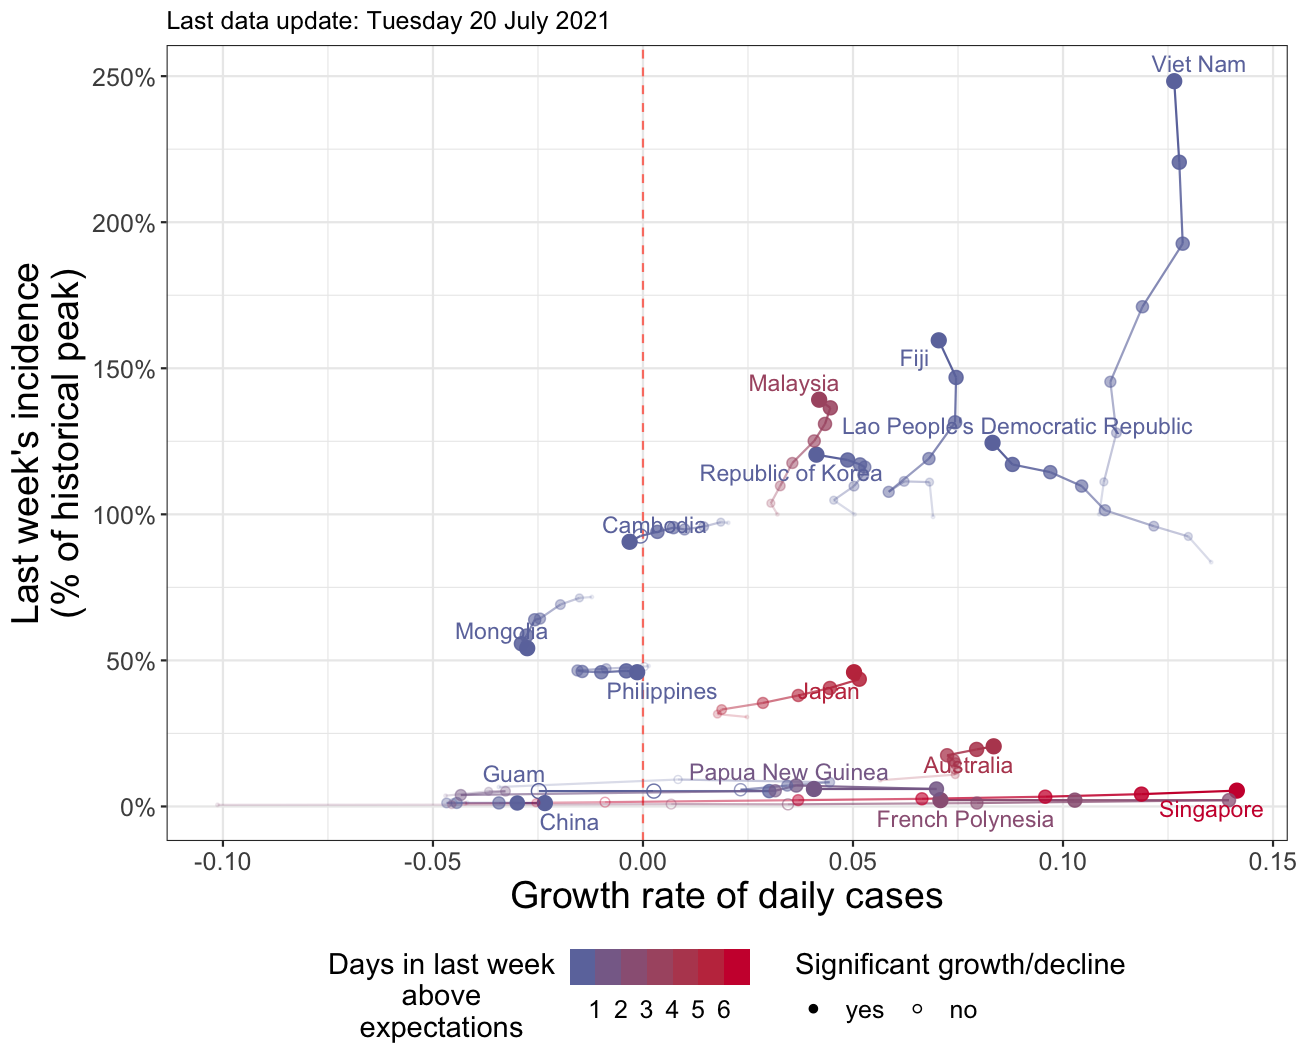 Last data update: Tuesday 20 July 2021
Last week's incidence
(% of historical peak)
250%
200%
150%
100%
50%
0%
Viet Nam
Fiji
Malaysia
Lao People's Democratic Republic
Republic of Korea
Cambodia
Mongolia
Philippines
Japan
Australia
Papua New Guinea
Guam
Singapore
French Polynesia
China
-0.10 -0.05 0.00 0.05 0.10 0.15
Growth rate of daily cases
Days in last week
above
expectations
1 2 3 4 5 6
Significant growth/decline
yes no